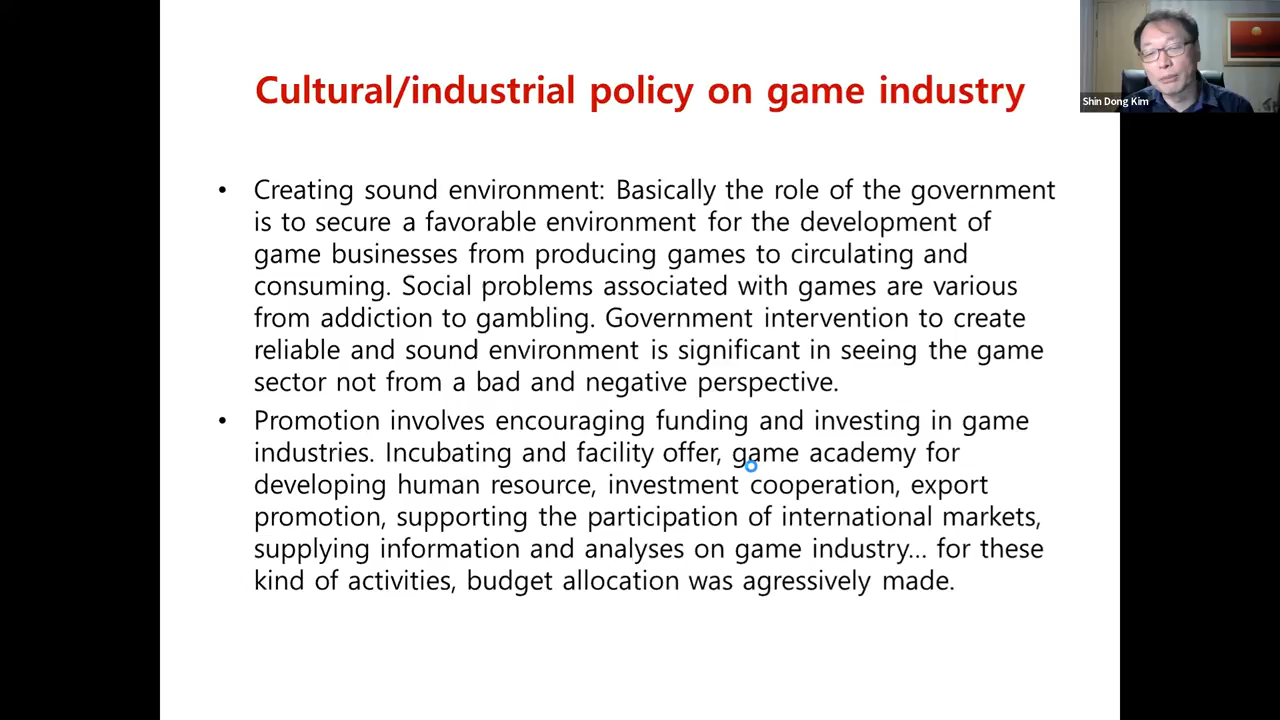 Cultural/industrial policy on game industry
Shin Dong Kim
• Creating sound environment: Basically the role of the government
is to secure a favorable environment for the development of
game businesses from producing games to circulating and
consuming. Social problems associated with games are various
from addiction to gambling. Government intervention to create
reliable and sound environment is significant in seeing the game
sector not from a bad and negative perspective.
• Promotion involves encouraging funding and investing in game
industries. Incubating and facility offer, game academy for
developing human resource, investment cooperation, export
promotion, supporting the participation of international markets,
supplying information and analyses on game industry... for these
kind of activities, budget allocation was agressively made.